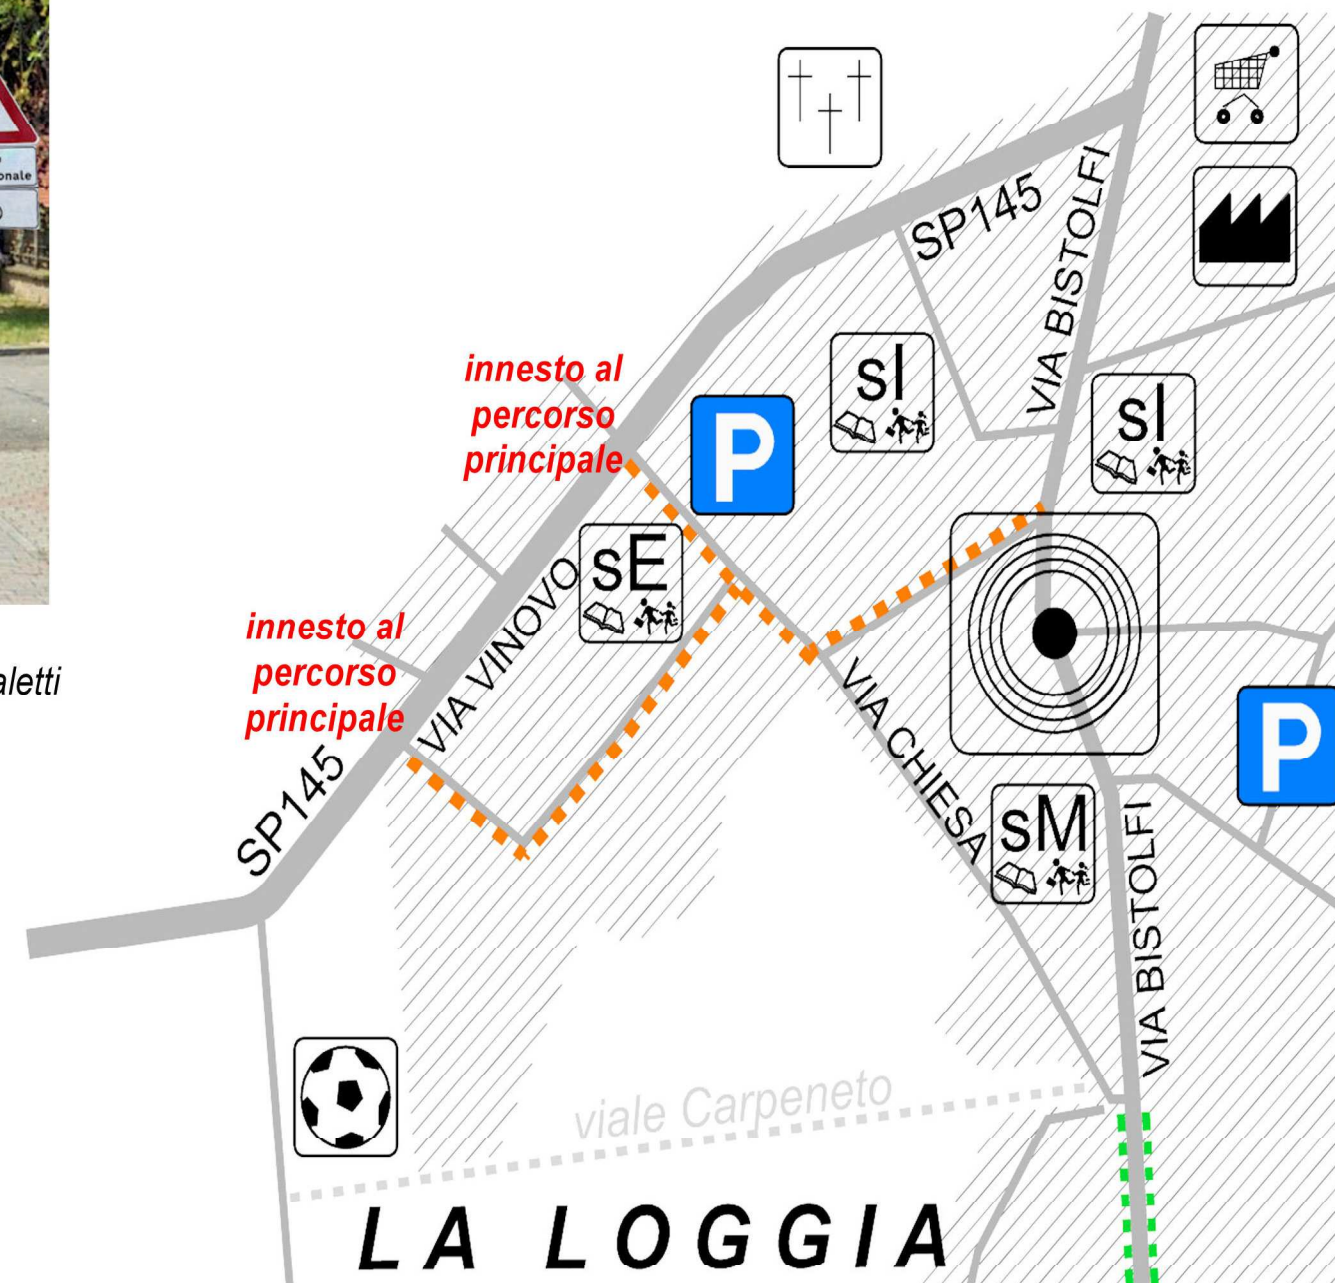 onale
aletti
SP145
VIA BISTOLFI
innesto al
percorso
principale
P
sI
sI
sE
VIA VINOVO
innesto al
percorso
principale
SP145
VIA CHIESA
P
sM
VIA BISTOLFI
viale Carpeneto
LA LOGGIA